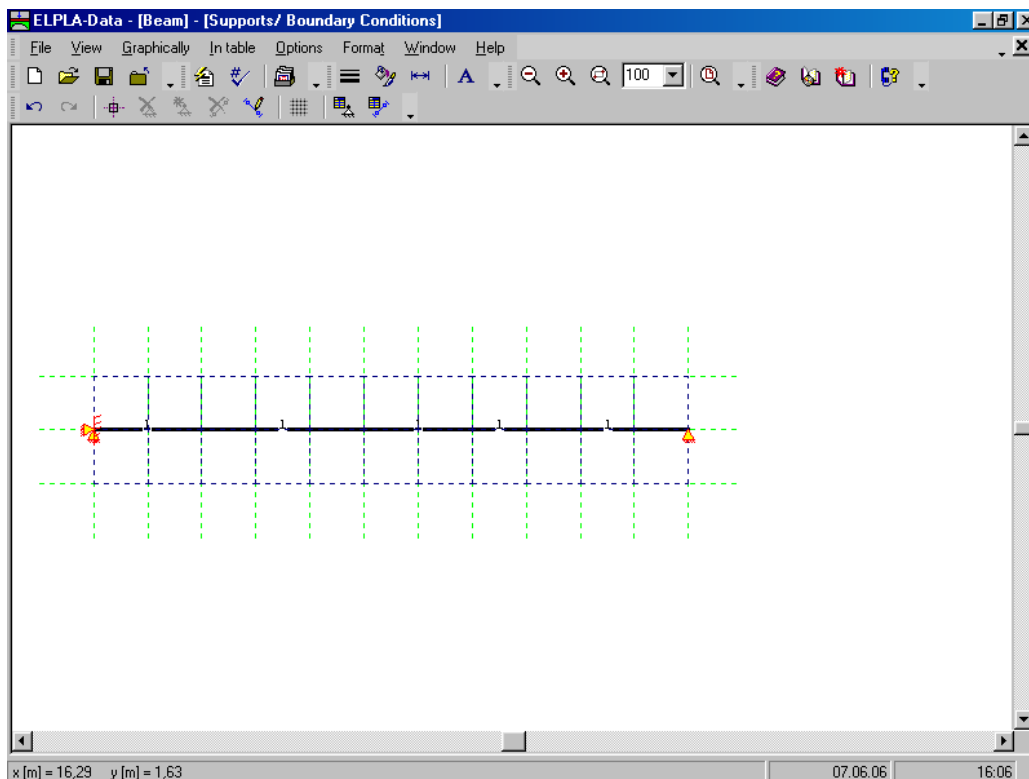 ELPLA-Data - [Beam] - [Supports/ Boundary Conditions]
File View Graphically In table Options Format Window Help
A 100
1 1 1 1 1
x [m] = 16,29 y [m] = 1,63 07.06.06 16:06